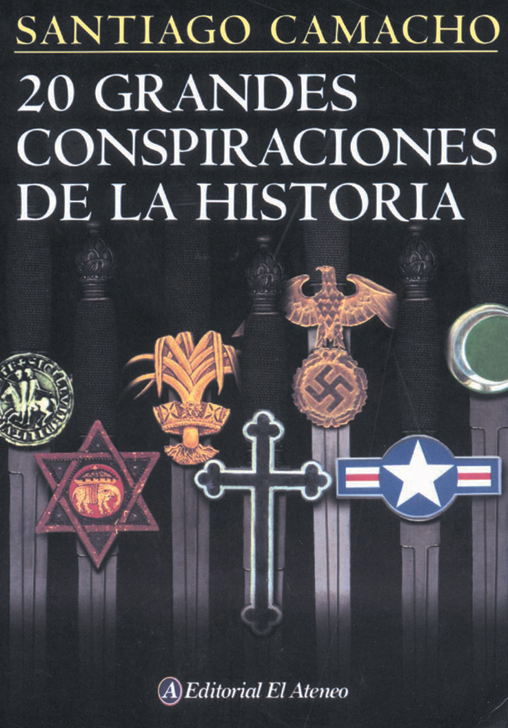 SANTIAGO CAMACHO
20 GRANDES
CONSPIRACIONES
DE LA HISTORIA
A Editorial El Ateneo